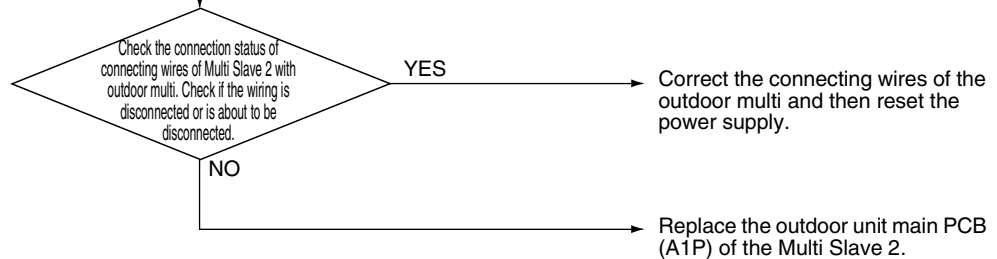 Check the connection status of
connecting wires of Multi Slave 2 with
outdoor multi. Check if the wiring is
disconnected or is about to be
disconnected.
YES
Correct the connecting wires of the
outdoor multi and then reset the
power supply.
NO
Replace the outdoor unit main PCB
(A1P) of the Multi Slave 2.